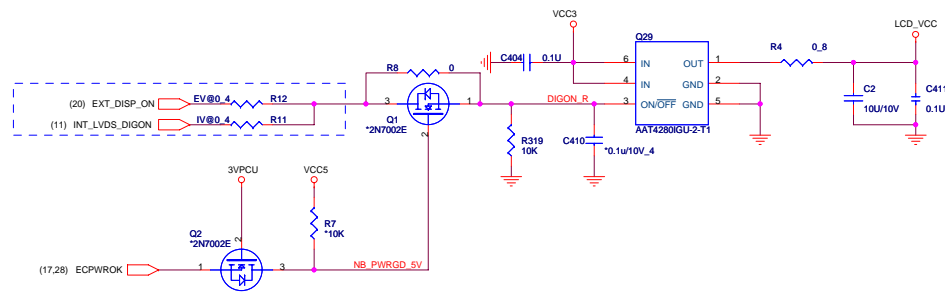 VCC3
LCD_VCC
C404 0.1U
Q29
R4 0_8
6 IN OUT 1
4 IN GND 2
3 ON/OFF GND 5
AAT4280IGU-2-T1
C2
10U/10V
C411
0.1U
R8 0
(20) EXT_DISP_ON EV@0_4 R12
(11) INT_LVDS_DIGON IV@0_4 R11
3 1
Q1
*2N7002E
2
DIGON_R
R319
10K
C410
*0.1u/10V_4
3VPCU
VCC5
R7
*10K
Q2
*2N7002E
2
(17,28) ECPWROK 1 3
NB_PWRGD_5V